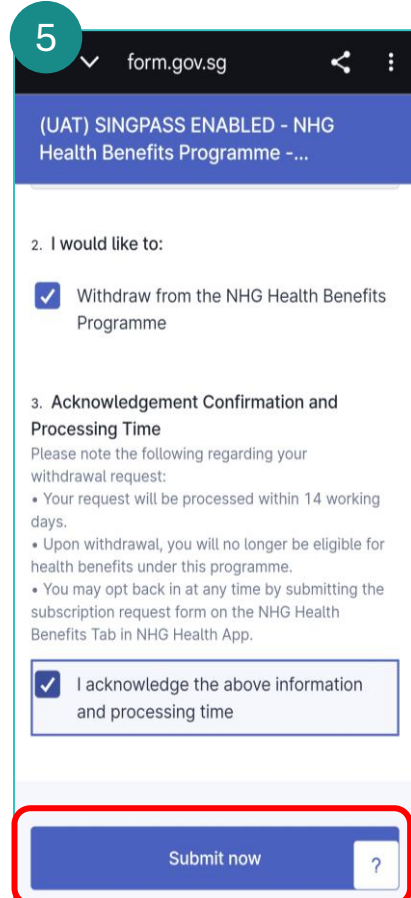 5
form.gov.sg
(UAT) SINGPASS ENABLED - NHG
Health Benefits Programme -...
2. I would like to:
Withdraw from the NHG Health Benefits
Programme
3. Acknowledgement Confirmation and
Processing Time
Please note the following regarding your
withdrawal request:
• Your request will be processed within 14 working
days.
• Upon withdrawal, you will no longer be eligible for
health benefits under this programme.
• You may opt back in at any time by submitting the
subscription request form on the NHG Health
Benefits Tab in NHG Health App.
I acknowledge the above information
and processing time
Submit now
?